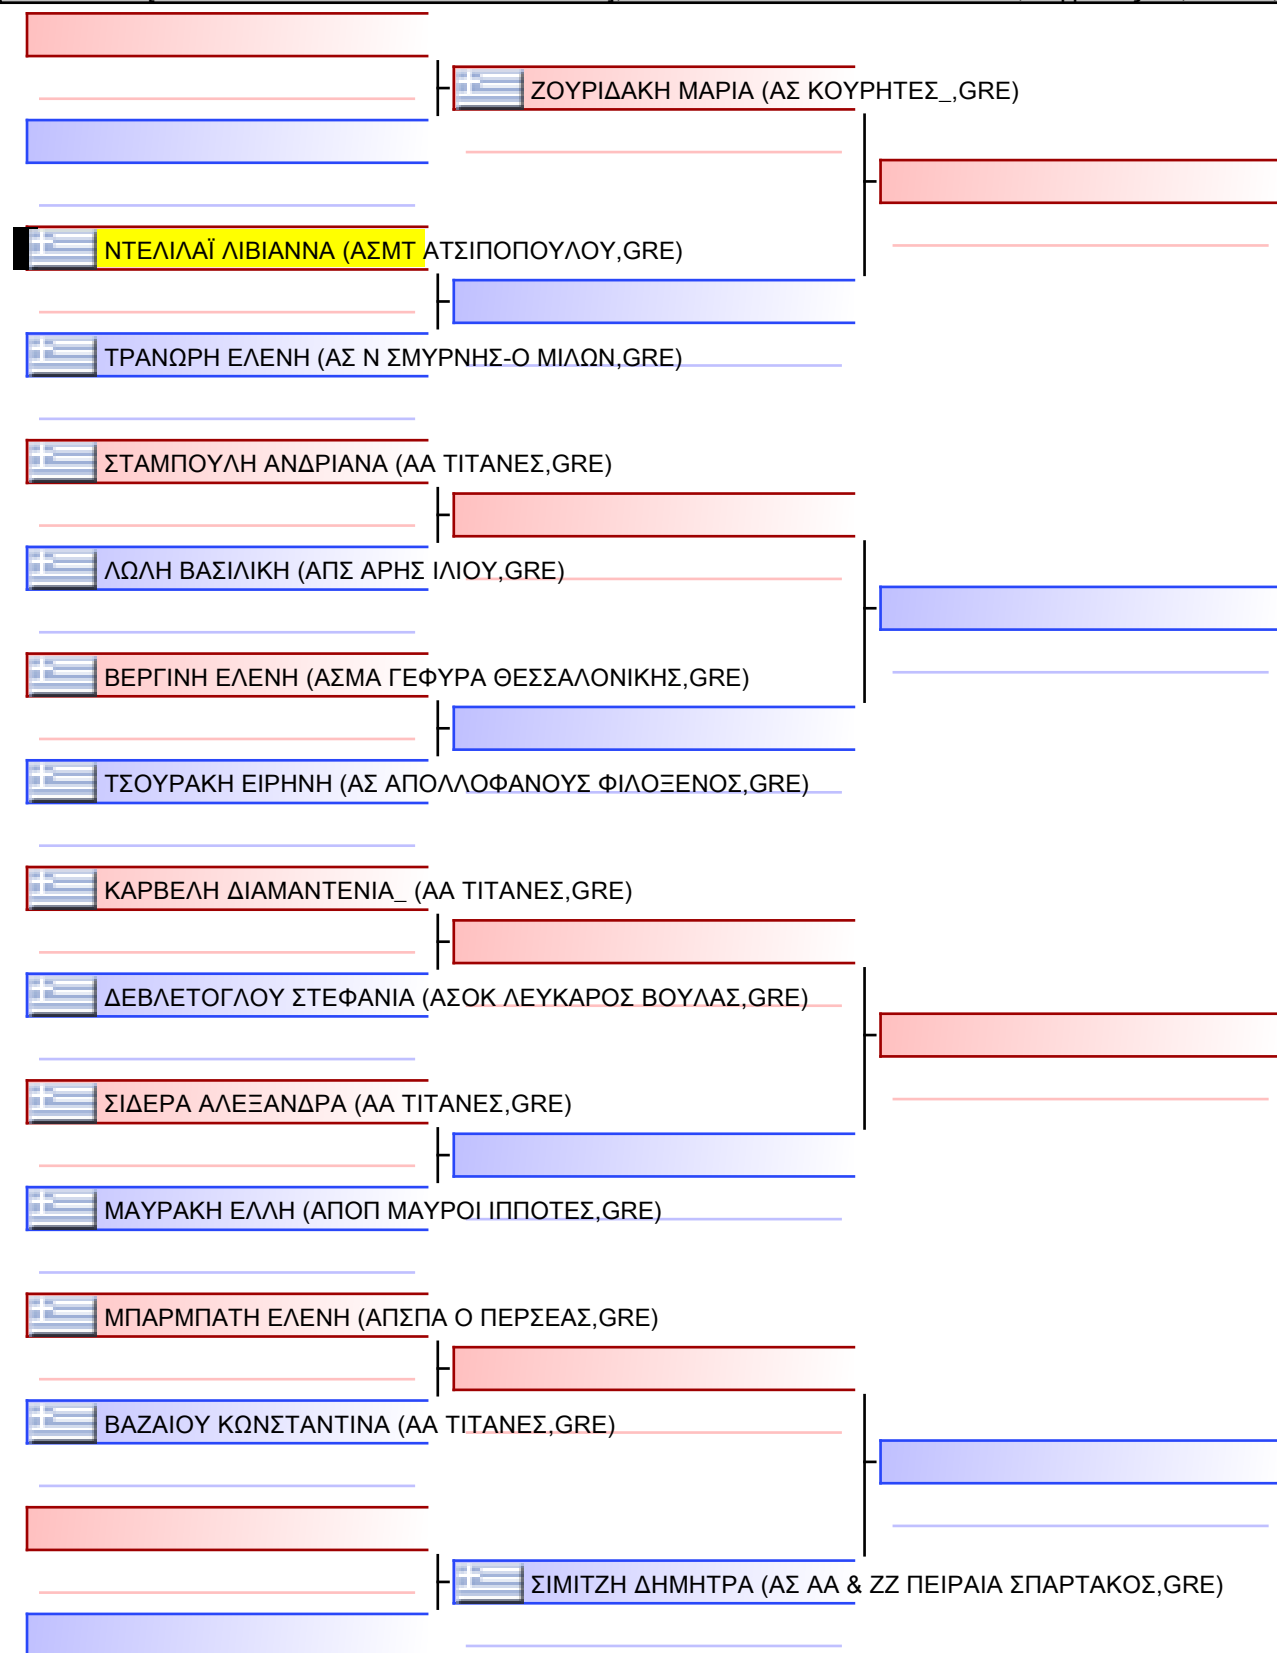 ΖΟΥΡΙΔΑΚΗ ΜΑΡΙΑ (ΑΣ ΚΟΥΡΗΤΕΣ_,GRE)
ΝΤΕΛΙΛΑΪ ΛΙΒΙΑΝΝΑ (ΑΣΜΤ ΑΤΣΙΠΟΠΟΥΛΟΥ,GRE)
ΤΡΑΝΩΡΗ ΕΛΕΝΗ (ΑΣ Ν ΣΜΥΡΝΗΣ-Ο ΜΙΛΩΝ,GRE)
ΣΤΑΜΠΟΥΛΗ ΑΝΔΡΙΑΝΑ (ΑΑ ΤΙΤΑΝΕΣ,GRE)
ΛΩΛΗ ΒΑΣΙΛΙΚΗ (ΑΠΣ ΑΡΗΣ ΙΛΙΟΥ,GRE)
ΒΕΡΓΙΝΗ ΕΛΕΝΗ (ΑΣΜΑ ΓΕΦΥΡΑ ΘΕΣΣΑΛΟΝΙΚΗΣ,GRE)
ΤΣΟΥΡΑΚΗ ΕΙΡΗΝΗ (ΑΣ ΑΠΟΛΛΟΦΑΝΟΥΣ ΦΙΛΟΞΕΝΟΣ,GRE)
ΚΑΡΒΕΛΗ ΔΙΑΜΑΝΤΕΝΙΑ_ (ΑΑ ΤΙΤΑΝΕΣ,GRE)
ΔΕΒΛΕΤΟΓΛΟΥ ΣΤΕΦΑΝΙΑ (ΑΣΟΚ ΛΕΥΚΑΡΟΣ ΒΟΥΛΑΣ,GRE)
ΣΙΔΕΡΑ ΑΛΕΞΑΝΔΡΑ (ΑΑ ΤΙΤΑΝΕΣ,GRE)
ΜΑΥΡΑΚΗ ΕΛΛΗ (ΑΠΟΠ ΜΑΥΡΟΙ ΙΠΠΟΤΕΣ,GRE)
ΜΠΑΡΜΠΑΤΗ ΕΛΕΝΗ (ΑΠΣΠΑ Ο ΠΕΡΣΕΑΣ,GRE)
ΒΑΖΑΙΟΥ ΚΩΝΣΤΑΝΤΙΝΑ (ΑΑ ΤΙΤΑΝΕΣ,GRE)
ΣΙΜΙΤΖΗ ΔΗΜΗΤΡΑ (ΑΣ ΑΑ & ΖΖ ΠΕΙΡΑΙΑ ΣΠΑΡΤΑΚΟΣ,GRE)